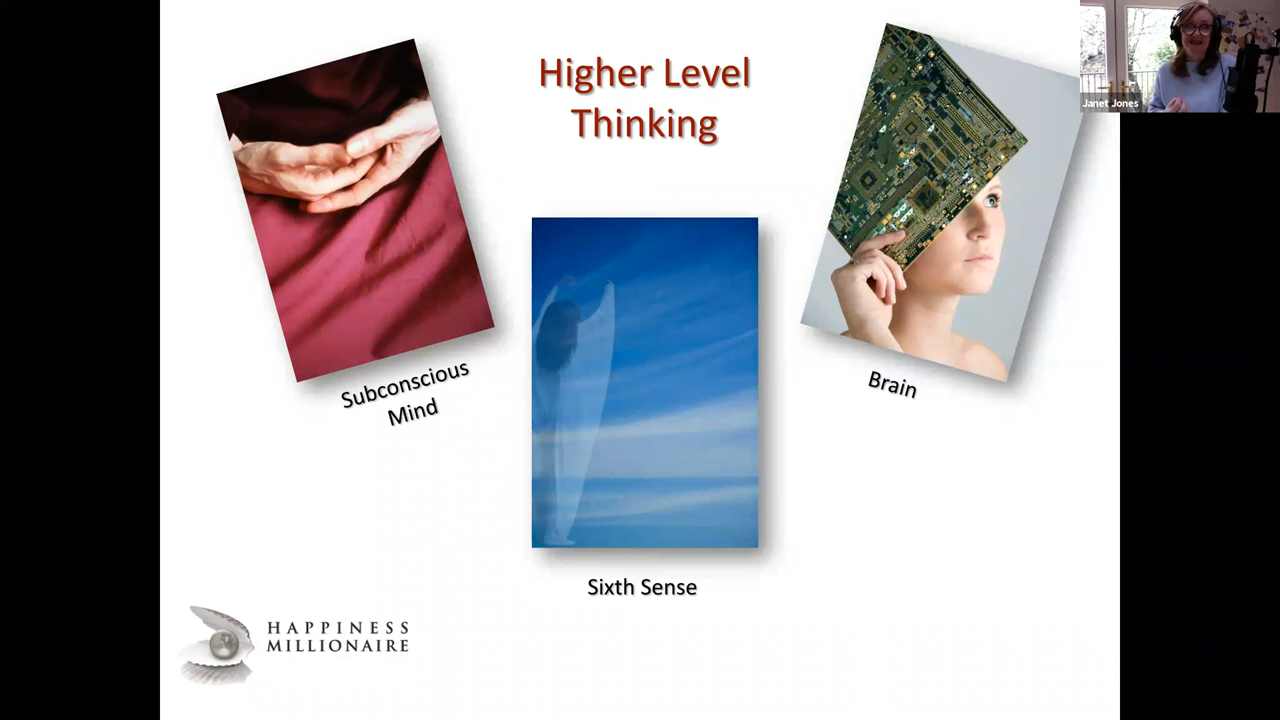 Higher Level
Thinking
Janet Jones
Subconscious
Mind
Brain
Sixth Sense
HAPPINESS
MILLIONAIRE